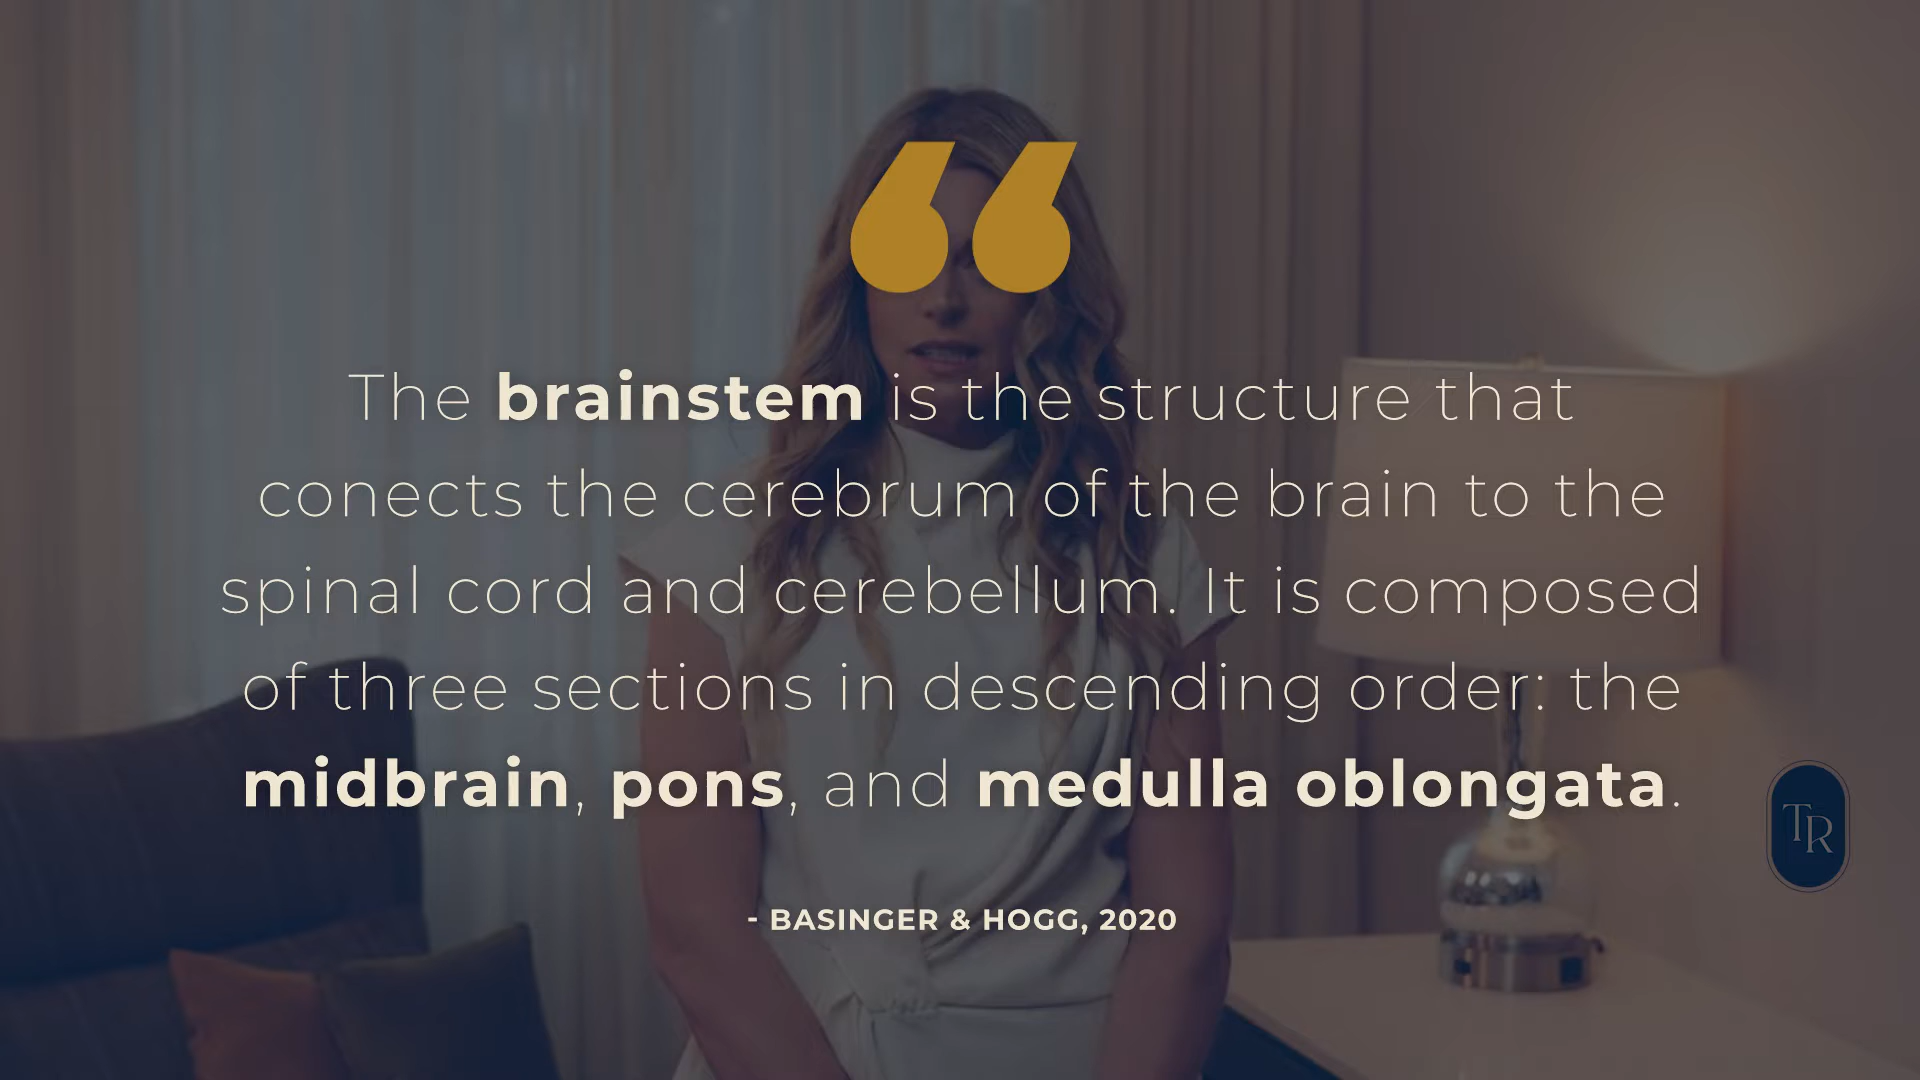 “
The brainstem is the structure that
conects the cerebrum of the brain to the
spinal cord and cerebellum. It is composed
of three sections in descending order: the
midbrain, pons, and medulla oblongata.
TR
- BASINGER & HOGG, 2020